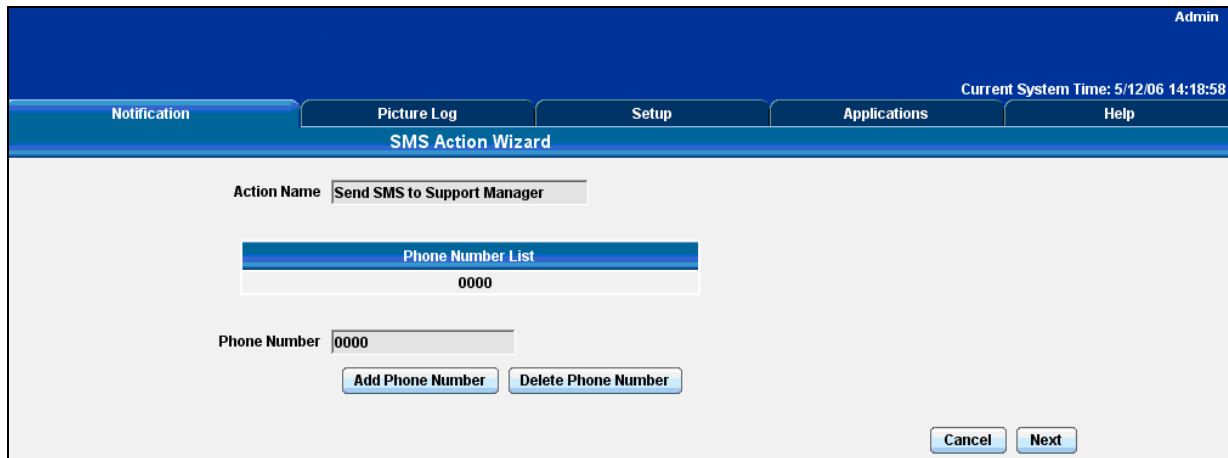 Admin
Current System Time: 5/12/06 14:18:58
Notification Picture Log Setup Applications Help
SMS Action Wizard
Action Name Send SMS to Support Manager
Phone Number List
0000
Phone Number 0000
Add Phone Number Delete Phone Number
Cancel Next